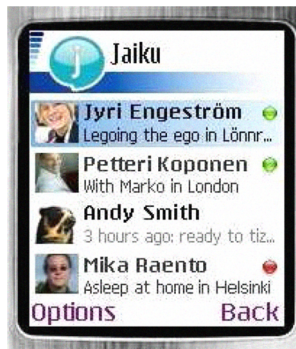 j
Jaiku
Jyri Engeström
Legoing the ego in Lönnr...
Petteri Koponen
With Marko in London
Andy Smith
3 hours ago: ready to tiz...
Mika Raento
Asleep at home in Helsinki
Options Back